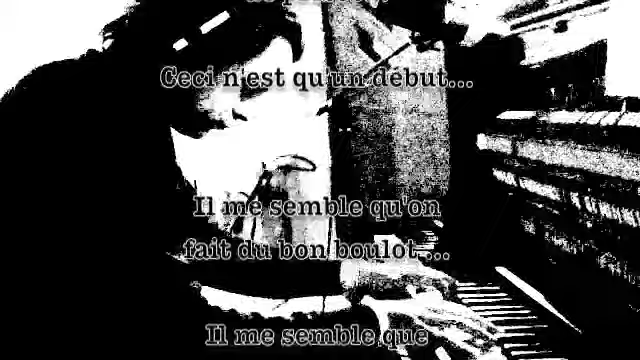 Ceci n'est qu'un début...
Il me semble qu'on
fait du bon boulot ...
Il me semble que